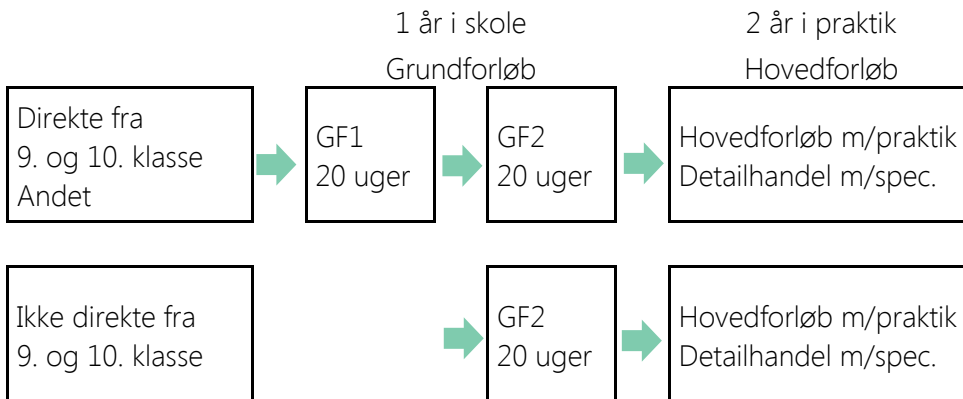 1 år i skole
2 år i praktik
Grundforløb
Hovedforløb
Direkte fra
9. og 10. klasse
Andet
GF1
20 uger
GF2
20 uger
Hovedforløb m/praktik
Detailhandel m/spec.
Ikke direkte fra
9. og 10. klasse
GF2
20 uger
Hovedforløb m/praktik
Detailhandel m/spec.